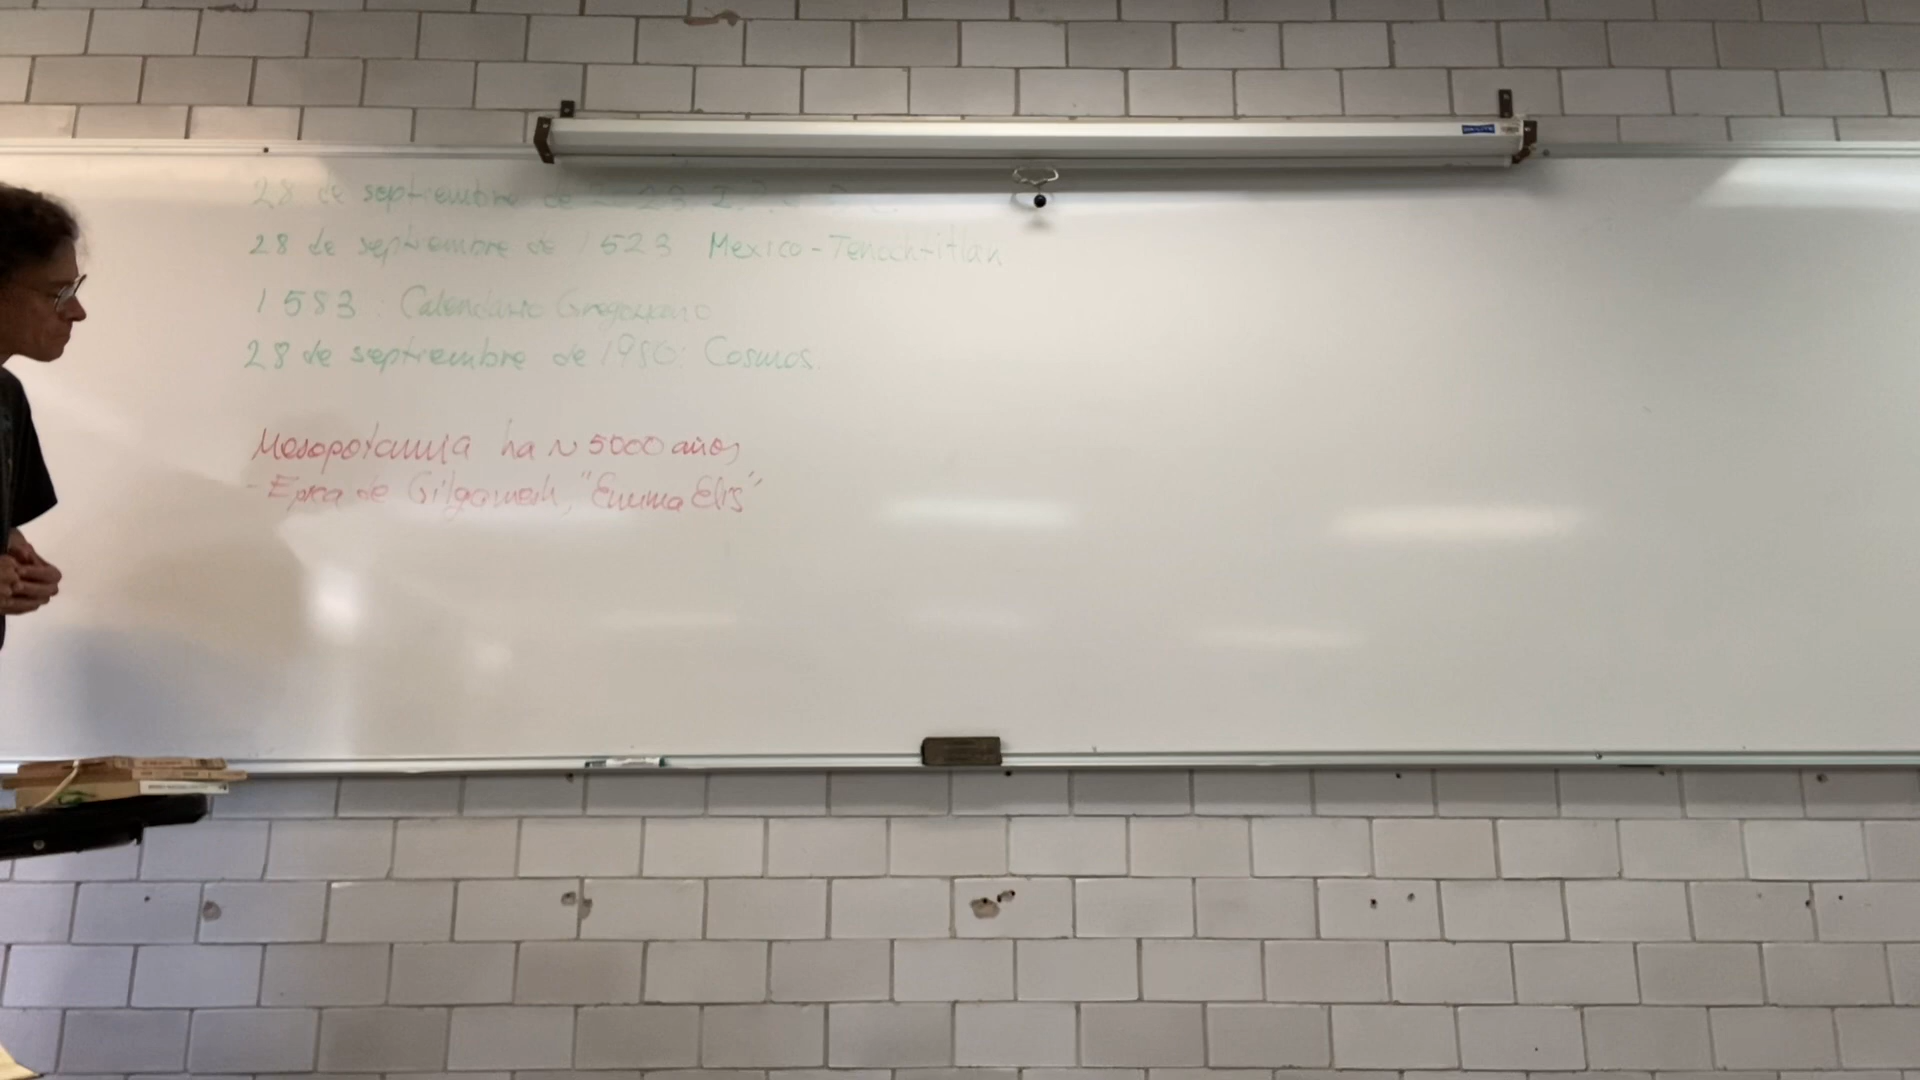 28 de septiembre de
28 de septiembre de 1523 Mexico-Tenochtitlan
1583: Calendario Gregoriano
28 de septiembre de 1980: Cosmos.
Mesopotamia ha ~ 5000 años
- Epica de Gilgamesh, "Enuma Elis"